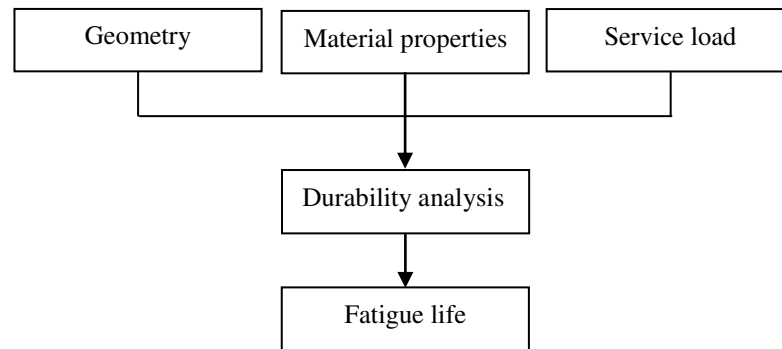 Geometry
Material properties
Service load
Durability analysis
Fatigue life